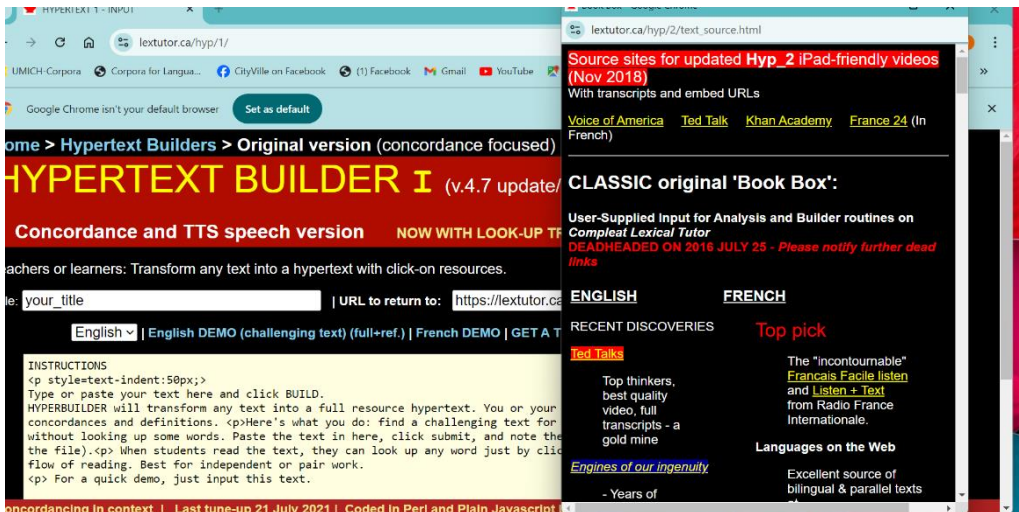 HYPERTEXT 1 - INPUT
lextutor.ca/hyp/1/
UMICH-Corpora
Corpora for Langua...
CityVille on Facebook
(1) Facebook
Gmail
YouTube
Google Chrome isn't your default browser
Set as default
ome > Hypertext Builders > Original version (concordance focused)
HYPERTEXT BUILDER I (v.4.7 update/
Concordance and TTS speech version NOW WITH LOOK-UP TR
eachers or learners: Transform any text into a hypertext with click-on resources.
le: your_title | URL to return to: https://lextutor.ca
English | English DEMO (challenging text) (full+ref.) | French DEMO | GET A T
INSTRUCTIONS
<p style=text-indent:50px;>
Type or paste your text here and click BUILD.
HYPERBUILDER will transform any text into a full resource hypertext. You or your
concordances and definitions. <p>Here's what you do: find a challenging text for
without looking up some words. Paste the text in here, click submit, and note the
the file).<p> When students read the text, they can look up any word just by clic
flow of reading. Best for independent or pair work.
<p> For a quick demo, just input this text.
oncordancing in context | Last tune-up 21 July 2021 | Coded in Perl and Plain Javascript
lextutor.ca/hyp/2/text_source.html
Source sites for updated Hyp_2 iPad-friendly videos
(Nov 2018)
With transcripts and embed URLs
Voice of America Ted Talk Khan Academy France 24 (In
French)
CLASSIC original 'Book Box':
User-Supplied Input for Analysis and Builder routines on
Compleat Lexical Tutor
DEADHEADED ON 2016 JULY 25 - Please notify further dead
links
ENGLISH FRENCH
RECENT DISCOVERIES
Ted Talks
Top thinkers,
best quality
video, full
transcripts - a
gold mine
Engines of our ingenuity
- Years of
Top pick
The "incontournable"
Francais Facile listen
and Listen + Text
from Radio France
Internationale.
Languages on the Web
Excellent source of
bilingual & parallel texts